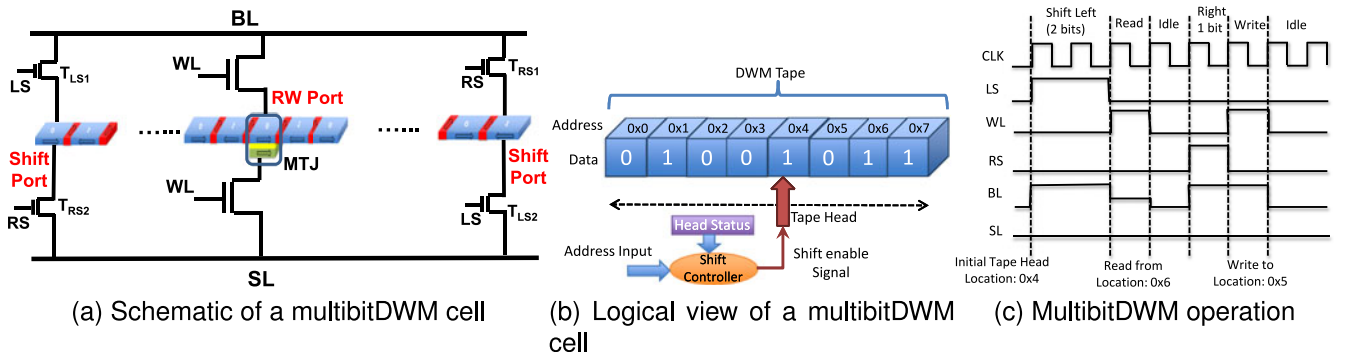 BL
LS
T_LS1
WL
RS
T_RS1
RW Port
Shift
Port
MTJ
Shift
Port
RS
T_RS2
WL
LS
T_LS2
SL
(a) Schematic of a multibitDWM cell
DWM Tape
Address 0x0 0x1 0x2 0x3 0x4 0x5 0x6 0x7
Data 0 1 0 0 1 0 1 1
Tape Head
Head Status
Address Input
Shift
Controller
Shift enable
Signal
(b) Logical view of a multibitDWM
cell
Shift Left
(2 bits)
Read
Idle
Right
1 bit
Write
Idle
CLK
LS
WL
RS
BL
SL
Initial Tape Head
Location: 0x4
Read from
Location: 0x6
Write to
Location: 0x5
(c) MultibitDWM operation